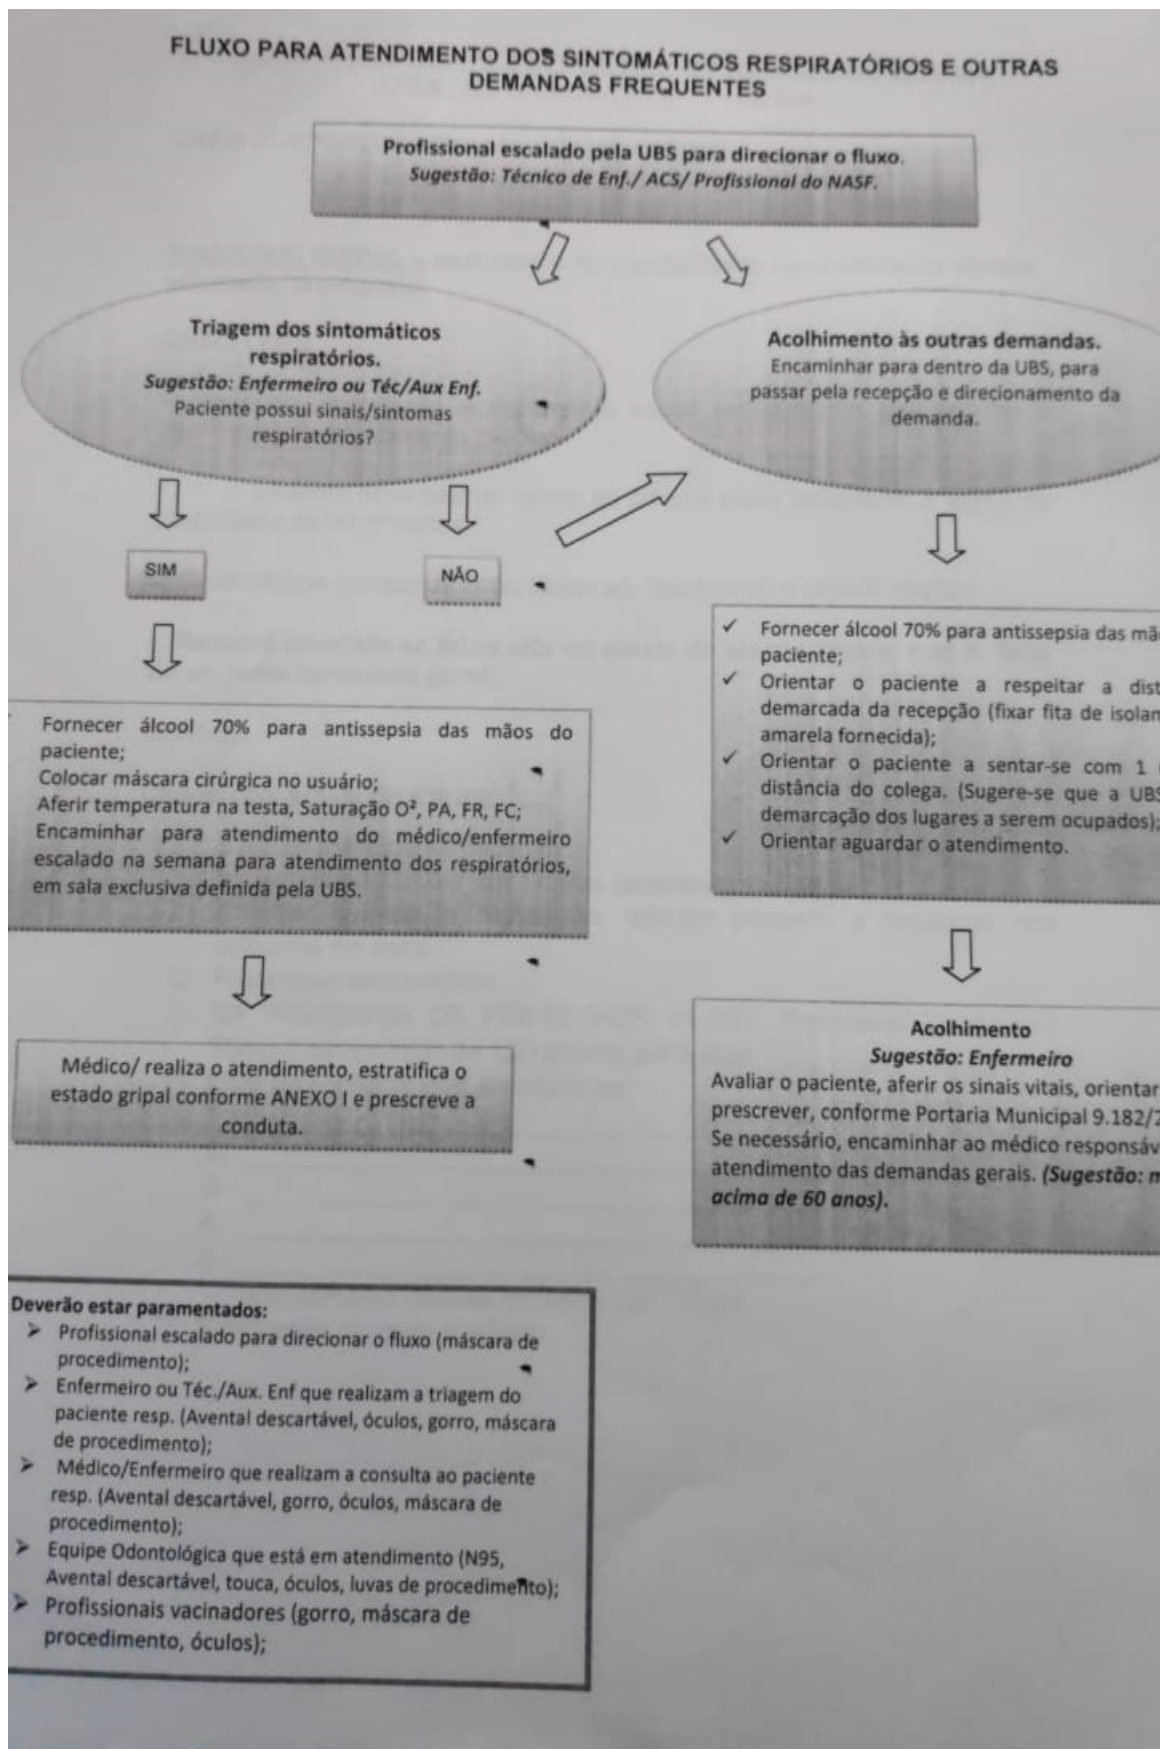 FLUXO PARA ATENDIMENTO DOS SINTOMÁTICOS RESPIRATÓRIOS E OUTRAS
DEMANDAS FREQUENTES
Profissional escalado pela UBS para direcionar o fluxo.
Sugestão: Técnico de Enf./ ACS/ Profissional do NASF.
Triagem dos sintomáticos
respiratórios.
Sugestão: Enfermeiro ou Téc/Aux Enf.
Paciente possui sinais/sintomas
respiratórios?
Acolhimento às outras demandas.
Encaminhar para dentro da UBS, para
passar pela recepção e direcionamento da
demanda.
SIM
NÃO
Fornecer álcool 70% para antissepsia das mãos do
paciente;
Colocar máscara cirúrgica no usuário;
Aferir temperatura na testa, Saturação O², PA, FR, FC;
Encaminhar para atendimento do médico/enfermeiro
escalado na semana para atendimento dos respiratórios,
em sala exclusiva definida pela UBS.
✓ Fornecer álcool 70% para antissepsia das
paciente;
✓ Orientar o paciente a respeitar a
demarcada da recepção (fixar fita de
amarela fornecida);
✓ Orientar o paciente a sentar-se com 1
distância do colega. (Sugere-se que a UBS
demarcação dos lugares a serem ocupados);
✓ Orientar aguardar o atendimento.
Médico/ realiza o atendimento, estratifica o
estado gripal conforme ANEXO I e prescreve a
conduta.
Acolhimento
Sugestão: Enfermeiro
Avaliar o paciente, aferir os sinais vitais, orientar
prescrever, conforme Portaria Municipal 9.182/2
Se necessário, encaminhar ao médico
atendimento das demandas gerais. (Sugestão:
acima de 60 anos).
Deverão estar paramentados:
➢ Profissional escalado para direcionar o fluxo (máscara de
procedimento);
➢ Enfermeiro ou Téc./Aux. Enf que realizam a triagem do
paciente resp. (Avental descartável, óculos, gorro, máscara
de procedimento);
➢ Médico/Enfermeiro que realizam a consulta ao paciente
resp. (Avental descartável, gorro, óculos, máscara de
procedimento);
➢ Equipe Odontológica que está em atendimento (N95,
Avental descartável, touca, óculos, luvas de procedimento);
➢ Profissionais vacinadores (gorro, máscara de
procedimento, óculos);